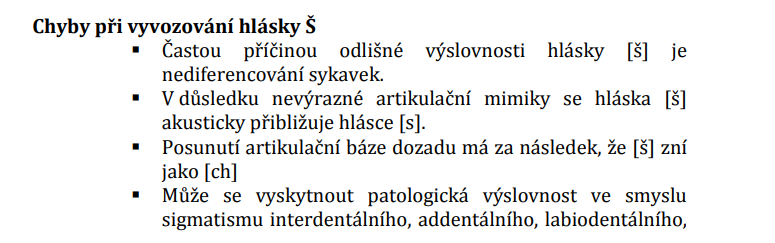 Chyby při vyvozování hlásky Š
▪ Častou příčinou odlišné výslovnosti hlásky [š] je
nediferencování sykavek.
▪ V důsledku nevýrazné artikulační mimiky se hláska [š]
akusticky přibližuje hlásce [s].
▪ Posunutí artikulační báze dozadu má za následek, že [š] zní
jako [ch]
▪ Může se vyskytnout patologická výslovnost ve smyslu
sigmatismu interdentálního, addentálního, labiodentálního,